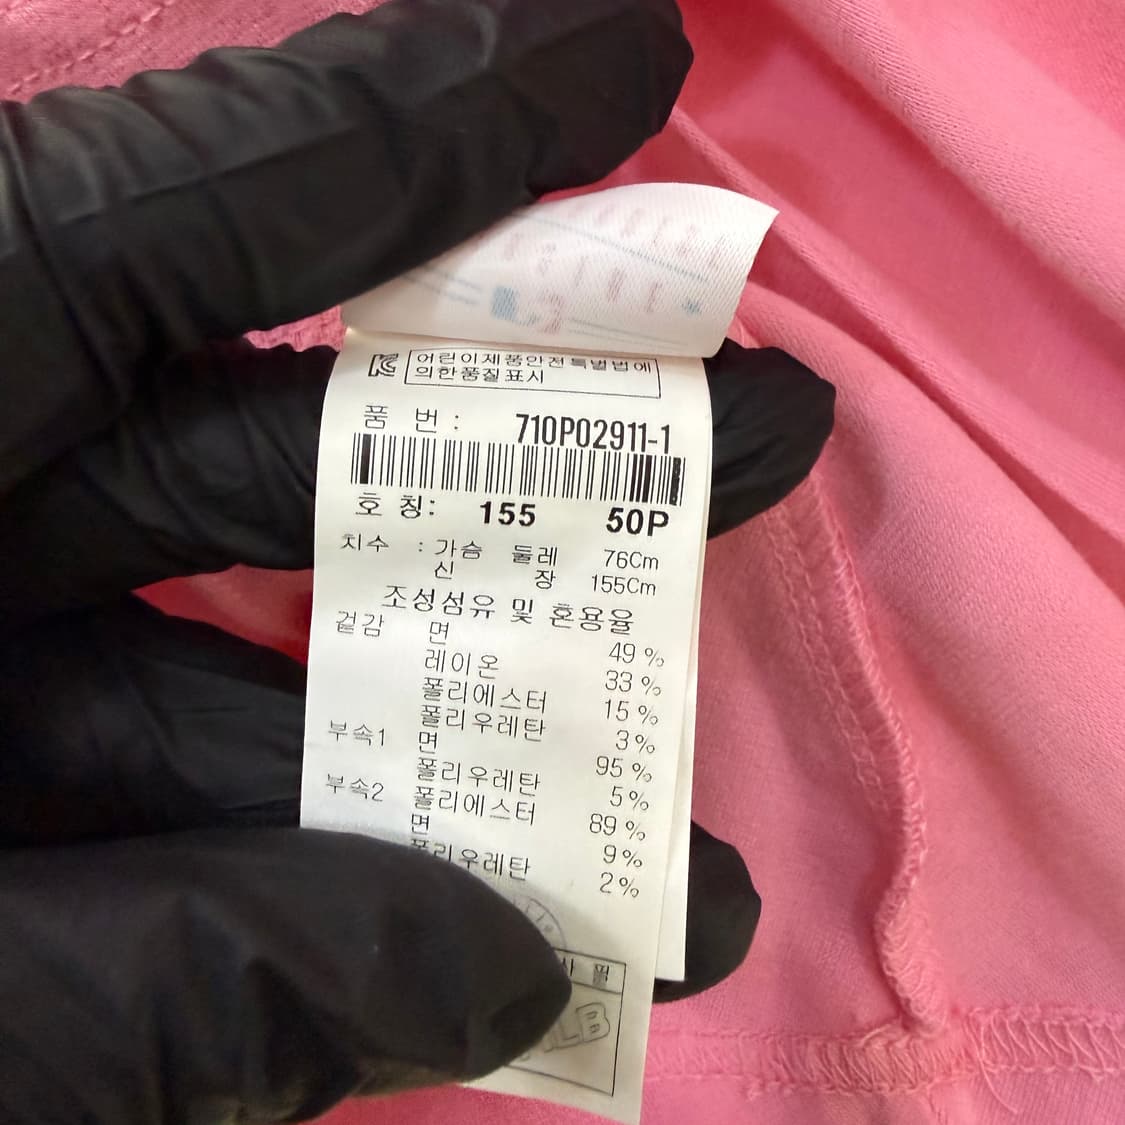 어린이제품안전특별법에
의한품질표시
품 번 : 710P02911-1
호 칭: 155 50P
치수 : 가슴 둘레 76Cm
신 장 155Cm
조성섬유 및 혼용율
겉감 면 49 %
레이온 33 %
폴리에스터 15 %
폴리우레탄 3 %
부속1 면 95 %
폴리우레탄 5 %
부속2 폴리에스터 89 %
면 9 %
폴리우레탄 2 %